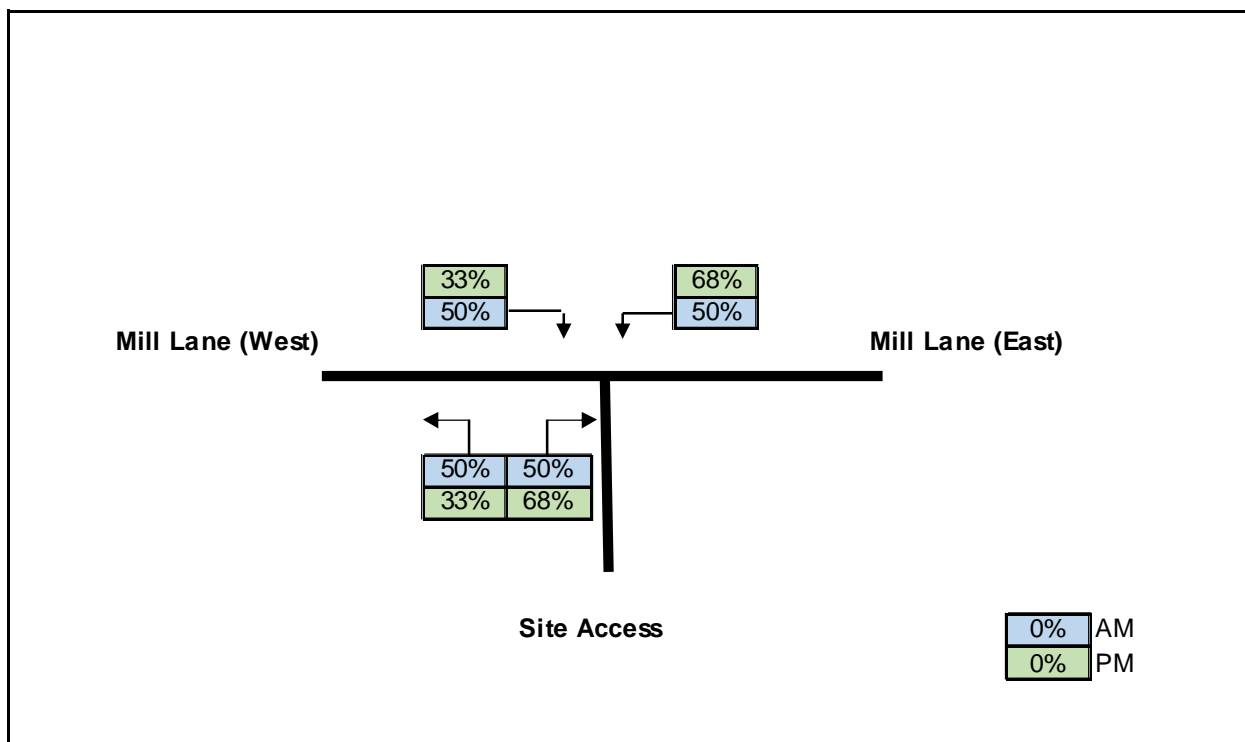 33% 68%
50% 50%
Mill Lane (West) Mill Lane (East)
50% 50%
33% 68%
Site Access
0% AM
0% PM